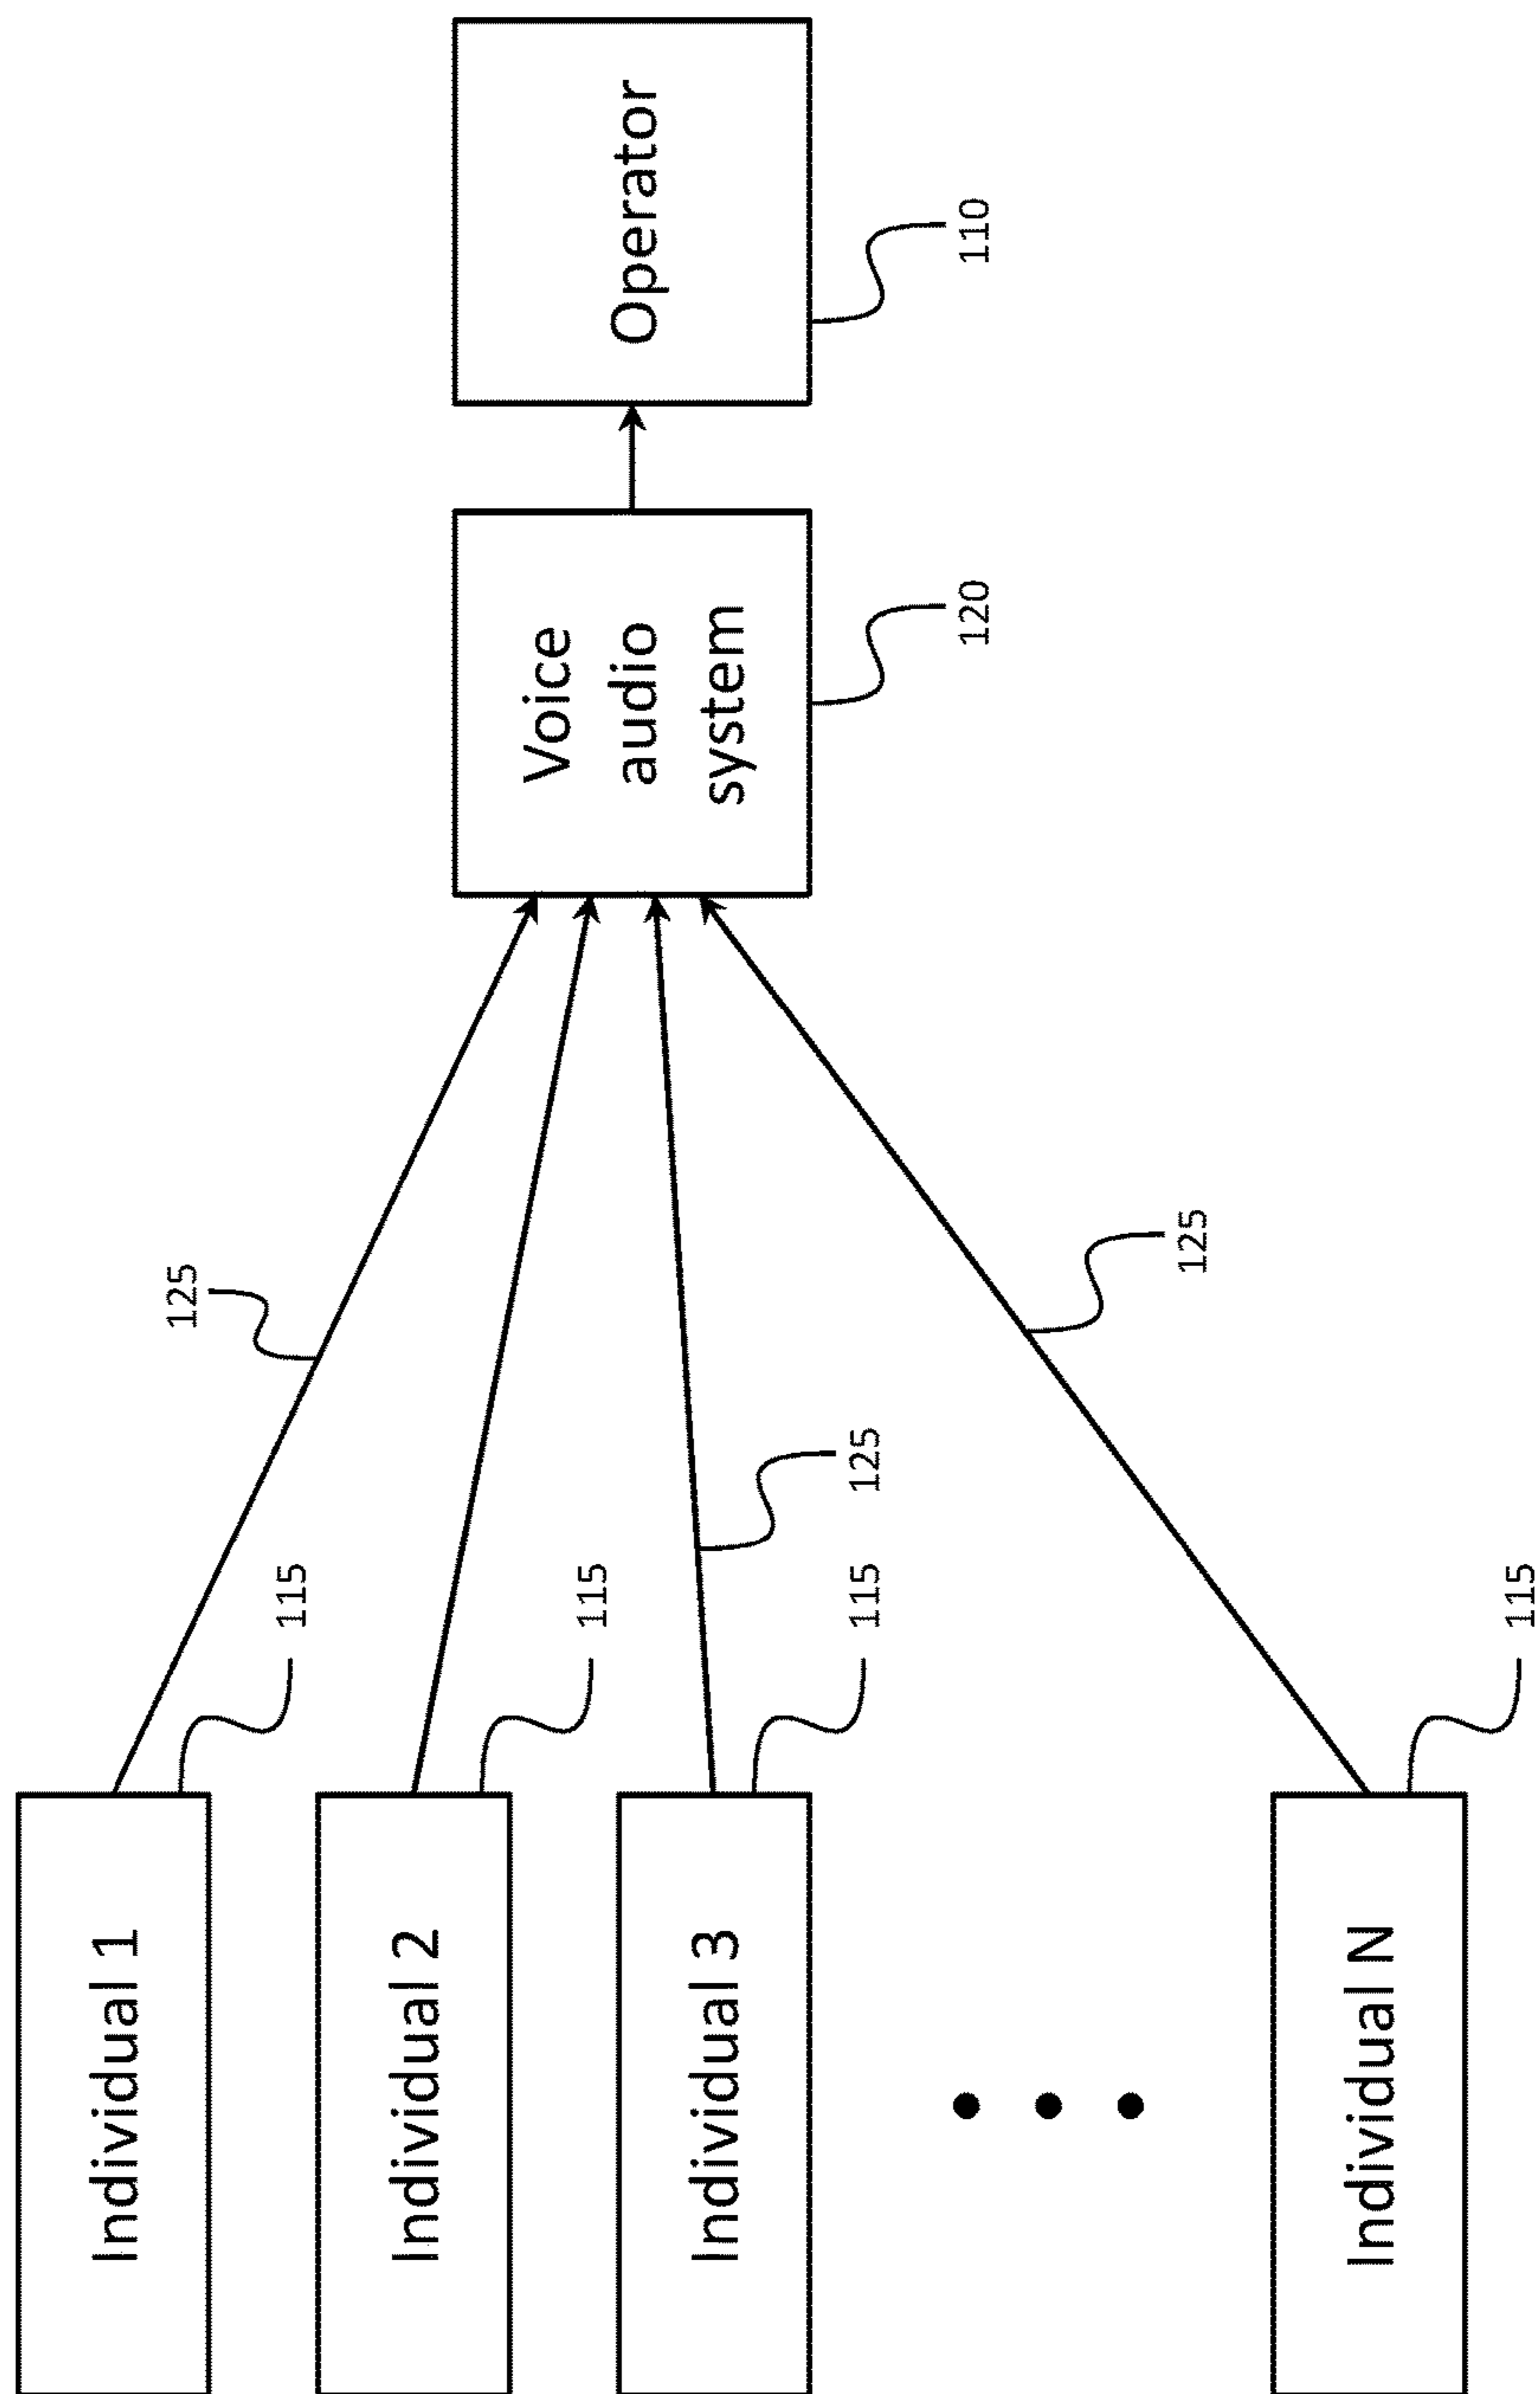 Individual 1
115
125
Individual 2
115
Individual 3
115
125
Individual N
115
125
Voice
audio
system
120
Operator
110